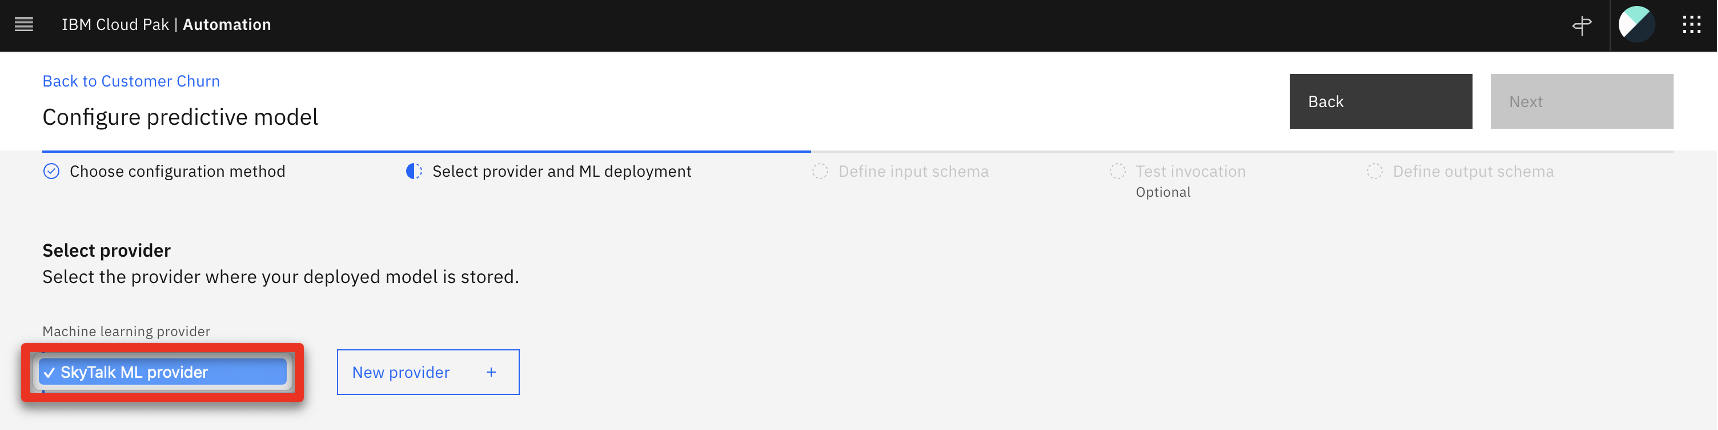 IBM Cloud Pak | Automation
Back to Customer Churn
Configure predictive model
Back
Next
Choose configuration method
Select provider and ML deployment
Define input schema
Test invocation
Optional
Define output schema
Select provider
Select the provider where your deployed model is stored.
Machine learning provider
✓ SkyTalk ML provider
New provider +